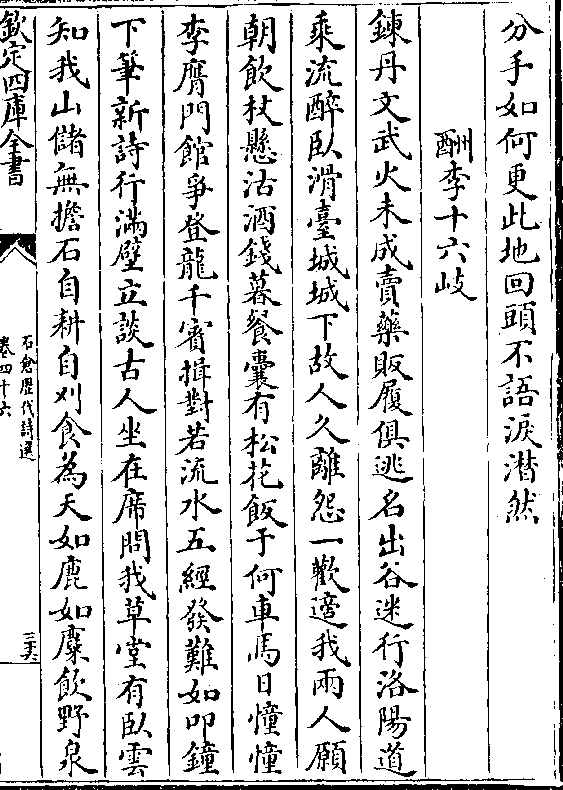 分手如何更此地回頭不語淚潸然
酬李十六岐
鍊丹文武火未成賣藥販履俱逃名出谷迷行洛陽道
乘流醉臥滑臺城城下故人久離怨一歡適我兩人願
朝飲杖懸沽酒錢暮餐囊有松花飯于何車馬日憧憧
李膺門館爭登龍千賓揖對若流水五經發難如叩鐘
下筆新詩行滿壁立談古人坐在席問我草堂有臥雲
知我山儲無擔石自耕自刈食為天如鹿如麋飲野泉
欽定四庫全書
石倉歷代詩選
卷四十六
三六